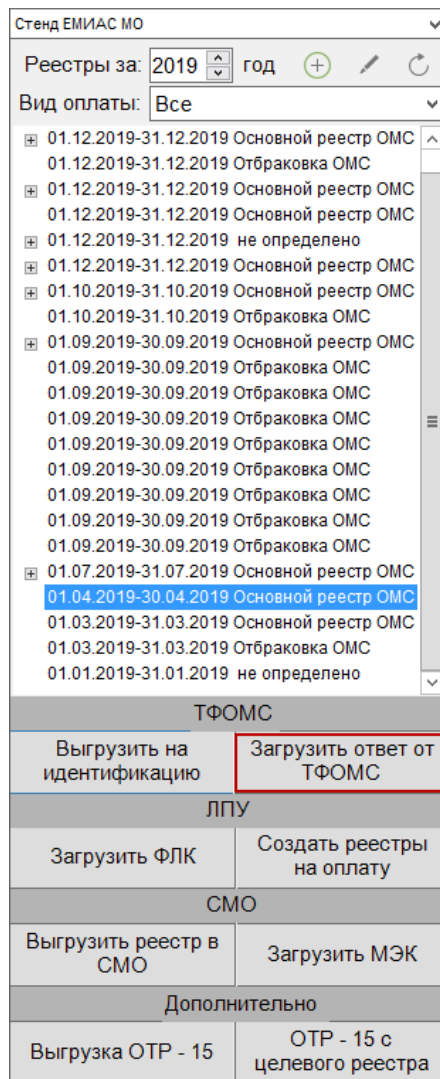 Стенд ЕМИАС МО
Реестры за: 2019 год
Вид оплаты: Все
01.12.2019-31.12.2019 Основной реестр ОМС
01.12.2019-31.12.2019 Отбраковка ОМС
01.12.2019-31.12.2019 Основной реестр ОМС
01.12.2019-31.12.2019 Основной реестр ОМС
01.12.2019-31.12.2019 не определено
01.12.2019-31.12.2019 Основной реестр ОМС
01.10.2019-31.10.2019 Основной реестр ОМС
01.10.2019-31.10.2019 Отбраковка ОМС
01.09.2019-30.09.2019 Основной реестр ОМС
01.09.2019-30.09.2019 Отбраковка ОМС
01.09.2019-30.09.2019 Отбраковка ОМС
01.09.2019-30.09.2019 Отбраковка ОМС
01.09.2019-30.09.2019 Отбраковка ОМС
01.09.2019-30.09.2019 Отбраковка ОМС
01.09.2019-30.09.2019 Отбраковка ОМС
01.09.2019-30.09.2019 Отбраковка ОМС
01.09.2019-30.09.2019 Отбраковка ОМС
01.07.2019-31.07.2019 Основной реестр ОМС
01.04.2019-30.04.2019 Основной реестр ОМС
01.03.2019-31.03.2019 Основной реестр ОМС
01.03.2019-31.03.2019 Отбраковка ОМС
01.01.2019-31.01.2019 не определено
ТФОМС
Выгрузить на
идентификацию
Загрузить ответ от
ТФОМС
ЛПУ
Загрузить ФЛК
Создать реестры
на оплату
СМО
Выгрузить реестр в
СМО
Загрузить МЭК
Дополнительно
Выгрузка ОТР - 15
ОТР - 15 с
целевого реестра